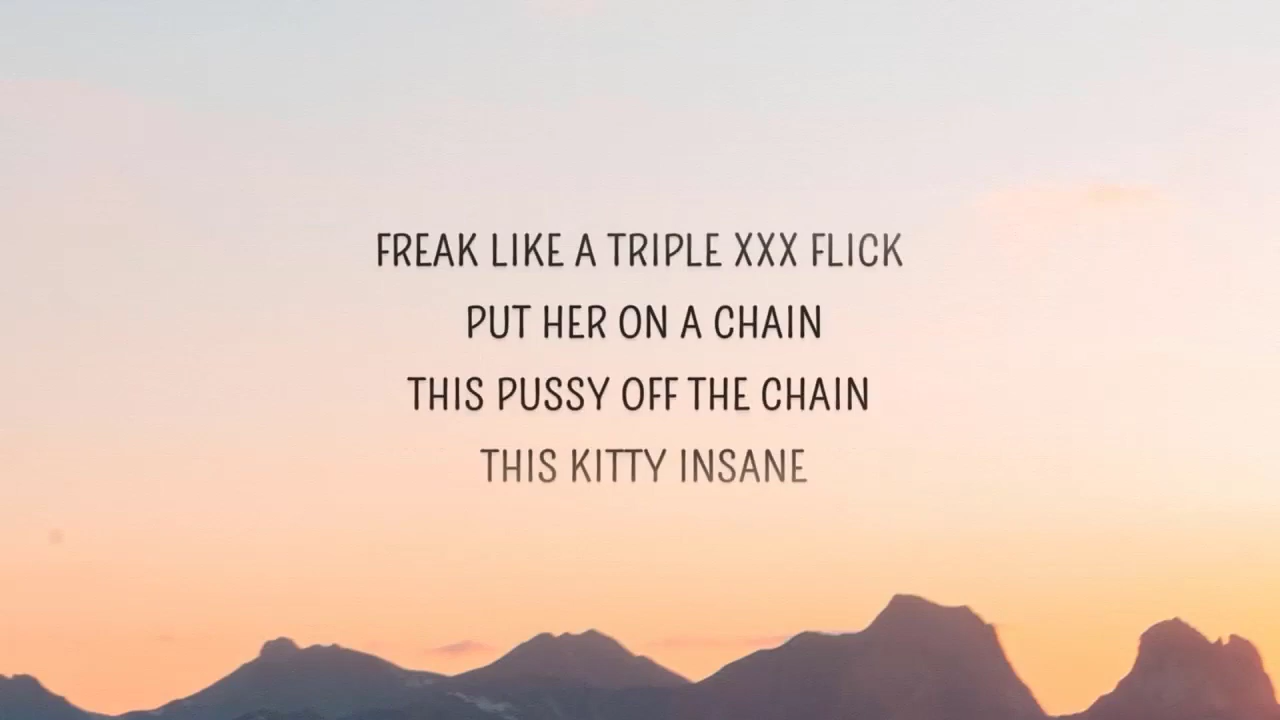 FREAK LIKE A TRIPLE XXX FLICK
PUT HER ON A CHAIN
THIS PUSSY OFF THE CHAIN
THIS KITTY INSANE